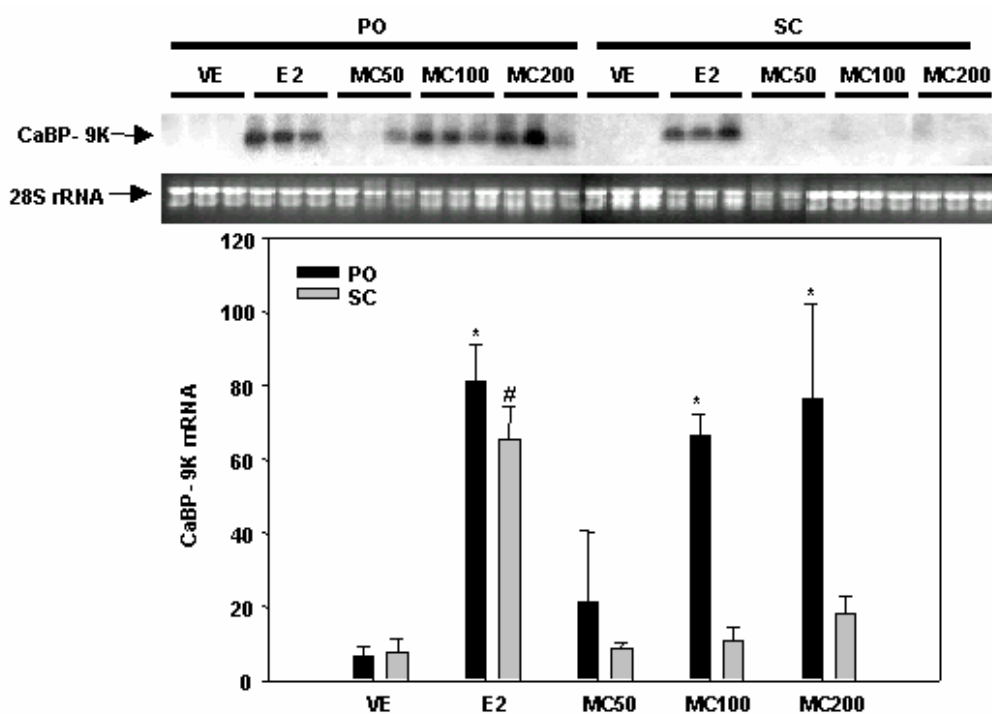 PO SC
VE E2 MC50 MC100 MC200 VE E2 MC50 MC100 MC200
CaBP- 9K
28S rRNA
120
100
80
60
40
20
0
CaBP- 9K mRNA
PO
SC
*
#
*
*
VE E2 MC50 MC100 MC200